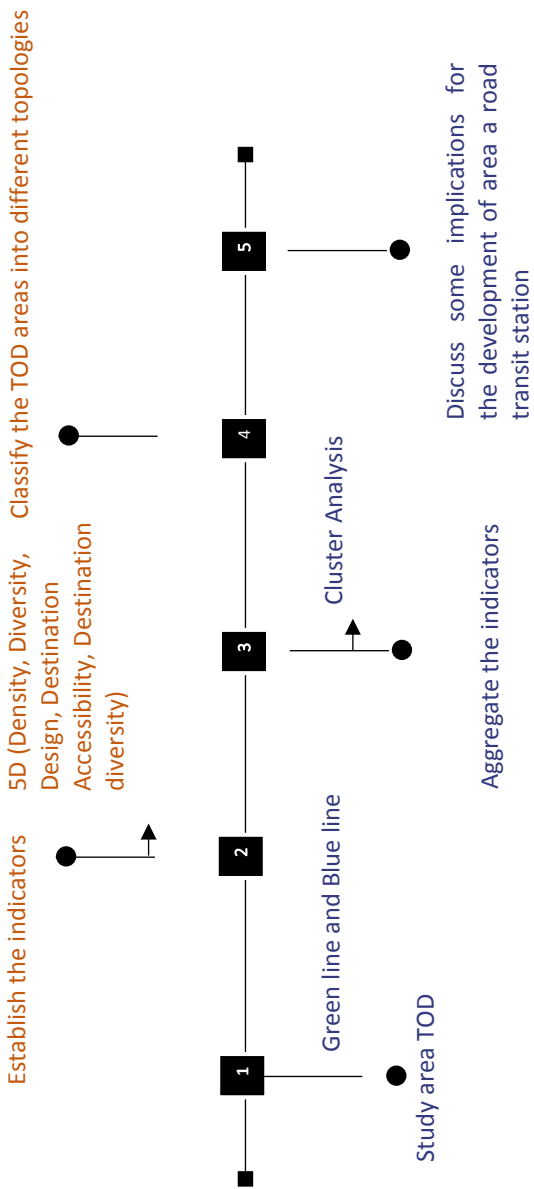 Establish the indicators
5D (Density, Diversity,
Design, Destination
Accessibility, Destination
diversity)
Classify the TOD areas into different topologies
1
2
3
4
5
Study area TOD
Green line and Blue line
Aggregate the indicators
Cluster Analysis
Discuss some implications for
the development of area a road
transit station